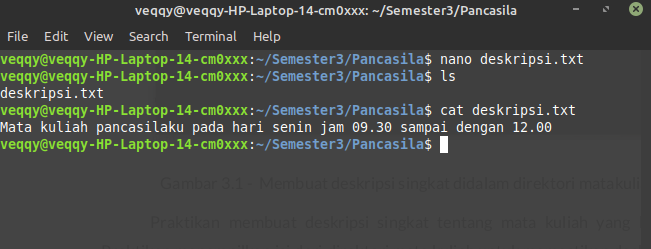 veqqy@veqqy-HP-Laptop-14-cm0xxx: ~/Semester3/Pancasila
File Edit View Search Terminal Help
veqqy@veqqy-HP-Laptop-14-cm0xxx:~/Semester3/Pancasila$ nano deskripsi.txt
veqqy@veqqy-HP-Laptop-14-cm0xxx:~/Semester3/Pancasila$ ls
deskripsi.txt
veqqy@veqqy-HP-Laptop-14-cm0xxx:~/Semester3/Pancasila$ cat deskripsi.txt
Mata kuliah pancasilaku pada hari senin jam 09.30 sampai dengan 12.00
veqqy@veqqy-HP-Laptop-14-cm0xxx:~/Semester3/Pancasila$
Gambar 3.1 - Membuat deskripsi singkat didalam direktori matakuli
Praktikan membuat deskripsi singkat tentang mata kuliah yang